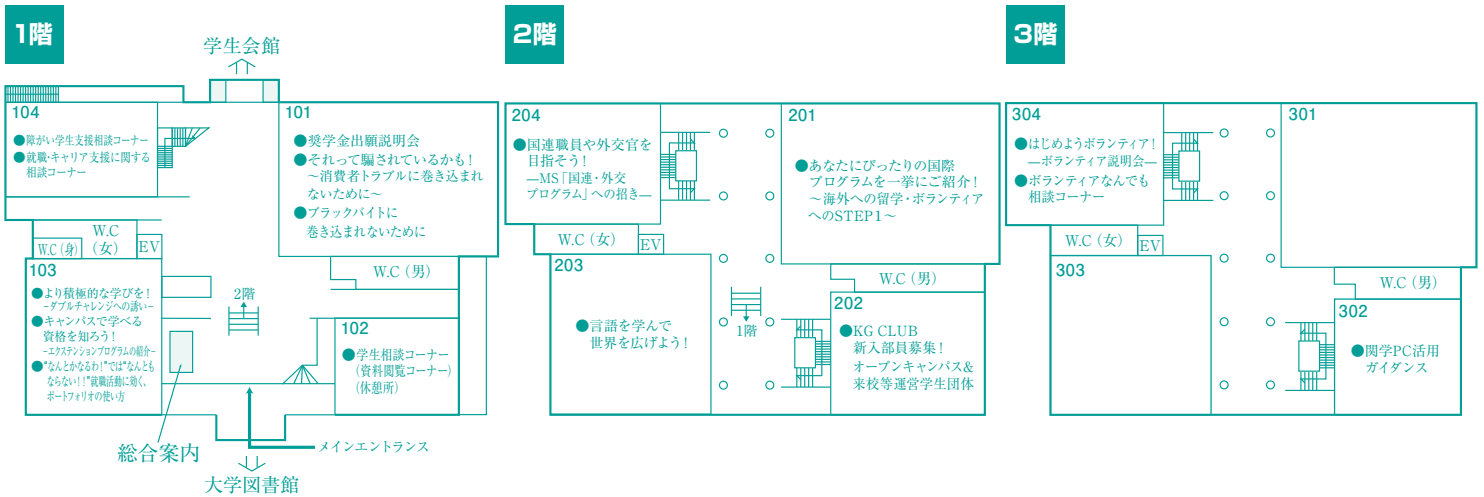 1階
学生会館
104
●障がい学生支援相談コーナー
●就職・キャリア支援に関する
相談コーナー
101
●奨学金出願説明会
●それって騙されているかも！
～消費者トラブルに巻き込まれ
ないために～
●ブラックバイトに
巻き込まれないために
W.C（身）
W.C
（女）
EV
W.C（男）
103
●より積極的な学びを！
−ダブルチャレンジへの誘い−
●キャンパスで学べる
資格を知ろう！
−エクステンションプログラムの紹介−
●“なんとかなるわ！”では“なんとも
ならない！！”就職活動に効く、
ポートフォリオの使い方
2階
102
●学生相談コーナー
（資料閲覧コーナー）
（休憩所）
総合案内
メインエントランス
大学図書館
2階
204
●国連職員や外交官を
目指そう！
―MS「国連・外交
プログラム」への招き―
201
●あなたにぴったりの国際
プログラムを一挙にご紹介！
～海外への留学・ボランティア
へのSTEP1～
W.C（女）
EV
W.C（男）
203
●言語を学んで
世界を広げよう！
1階
202
●KG CLUB
新入部員募集！
オープンキャンパス＆
来校等運営学生団体
3階
304
●はじめようボランティア！
―ボランティア説明会―
●ボランティアなんでも
相談コーナー
301
W.C（女）
EV
W.C（男）
303
302
●関学PC活用
ガイダンス